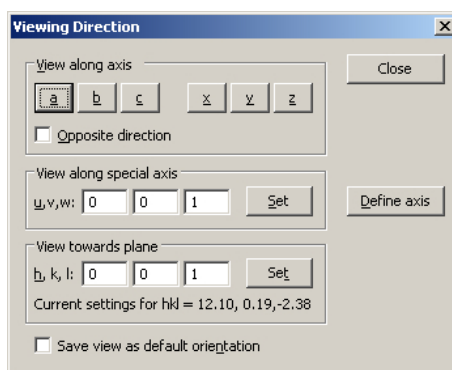 Viewing Direction
View along axis
a b c x y z
Close
Opposite direction
View along special axis
u,v,w: 0 0 1 Set
Define axis
View towards plane
h, k, l: 0 0 1 Set
Current settings for hkl = 12.10, 0.19,-2.38
Save view as default orientation